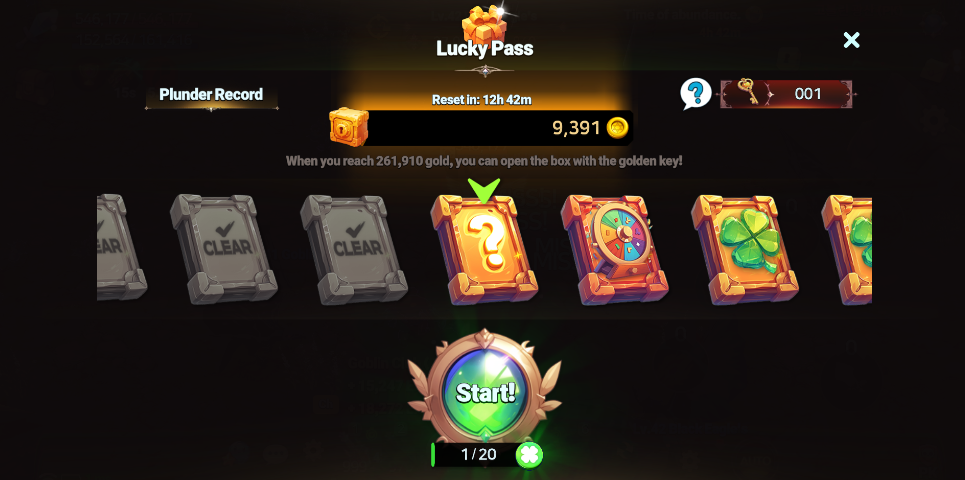 Lucky Pass
Plunder Record
Reset in: 12h 42m
001
9,391
When you reach 261,910 gold, you can open the box with the golden key!
CLEAR
CLEAR
Start!
1/20